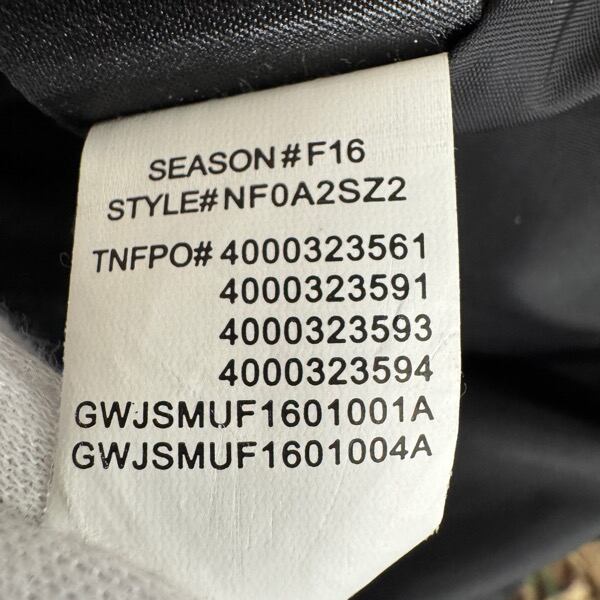 SEASON#F16
STYLE#NF0A2SZ2
TNFPO#4000323561
4000323591
4000323593
4000323594
GWJSMUF1601001A
GWJSMUF1601004A